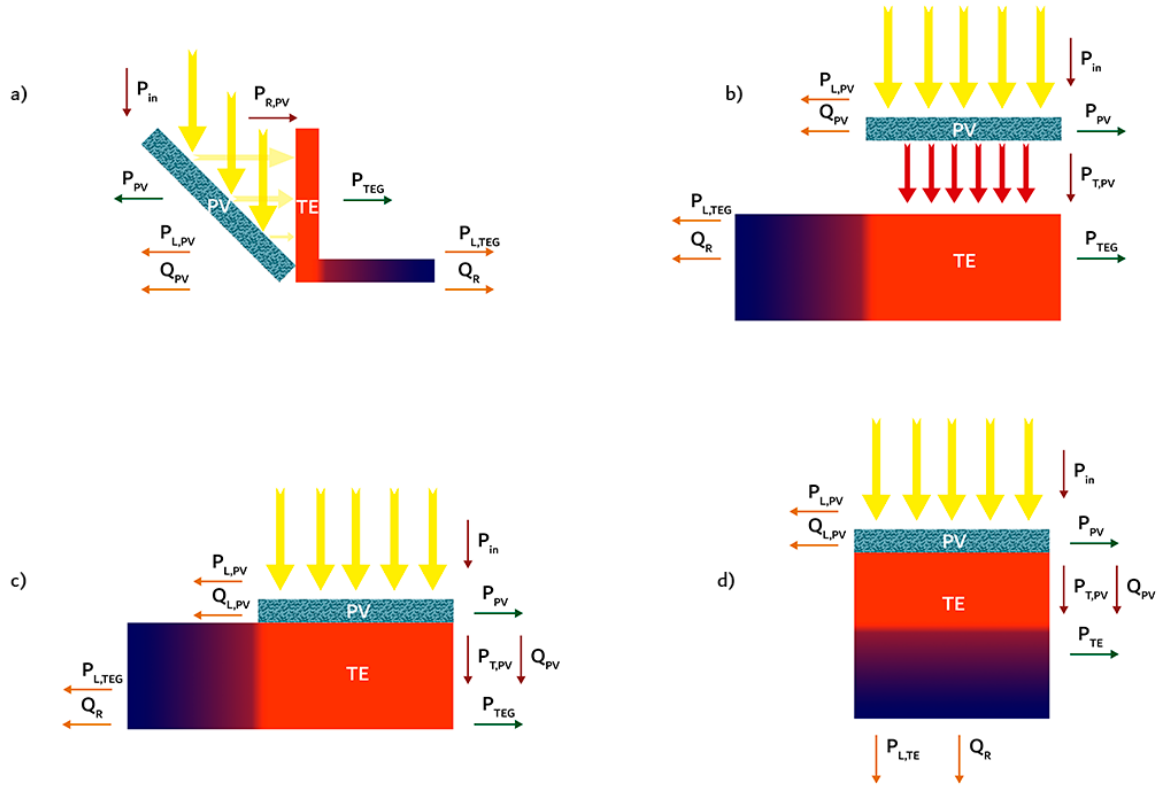 a)
P_in
P_R,PV
P_PV
PV
TE
P_TEG
P_L,PV
Q_PV
P_L,TEG
Q_R
b)
P_in
P_L,PV
Q_PV
PV
P_PV
P_T,PV
P_L,TEG
Q_R
TE
P_TEG
c)
P_in
P_L,PV
Q_L,PV
PV
P_PV
TE
P_T,PV Q_PV
P_L,TEG
Q_R
P_TEG
d)
P_in
P_L,PV
Q_L,PV
PV
P_PV
TE
P_T,PV Q_PV
P_TE
P_L,TE Q_R